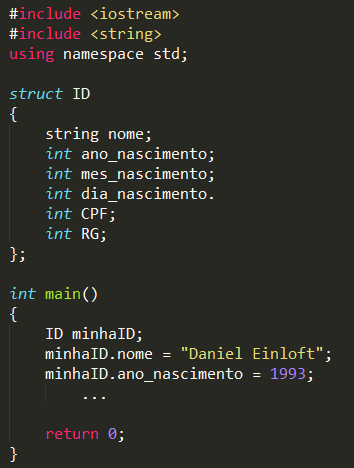 #include <iostream>
#include <string>
using namespace std;

struct ID
{
    string nome;
    int ano_nascimento;
    int mes_nascimento;
    int dia_nascimento.
    int CPF;
    int RG;
};

int main()
{
    ID minhaID;
    minhaID.nome = "Daniel Einloft";
    minhaID.ano_nascimento = 1993;
        ...

    return 0;
}